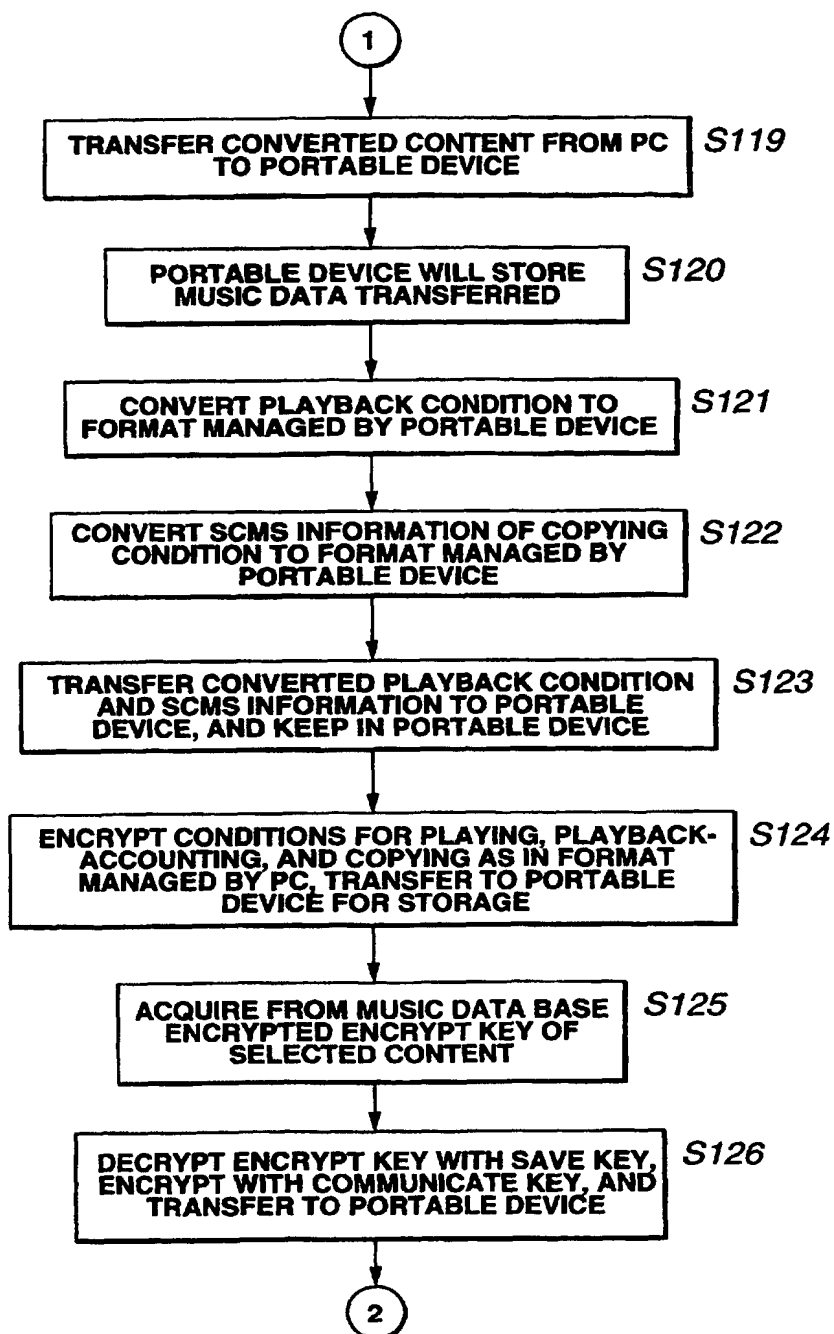 1
TRANSFER CONVERTED CONTENT FROM PC
TO PORTABLE DEVICE
S119
PORTABLE DEVICE WILL STORE
MUSIC DATA TRANSFERRED
S120
CONVERT PLAYBACK CONDITION TO
FORMAT MANAGED BY PORTABLE DEVICE
S121
CONVERT SCMS INFORMATION OF COPYING
CONDITION TO FORMAT MANAGED BY
PORTABLE DEVICE
S122
TRANSFER CONVERTED PLAYBACK CONDITION
AND SCMS INFORMATION TO PORTABLE
DEVICE, AND KEEP IN PORTABLE DEVICE
S123
ENCRYPT CONDITIONS FOR PLAYING, PLAYBACK-
ACCOUNTING, AND COPYING AS IN FORMAT
MANAGED BY PC, TRANSFER TO PORTABLE
DEVICE FOR STORAGE
S124
ACQUIRE FROM MUSIC DATA BASE
ENCRYPTED ENCRYPT KEY OF
SELECTED CONTENT
S125
DECRYPT ENCRYPT KEY WITH SAVE KEY,
ENCRYPT WITH COMMUNICATE KEY, AND
TRANSFER TO PORTABLE DEVICE
S126
2